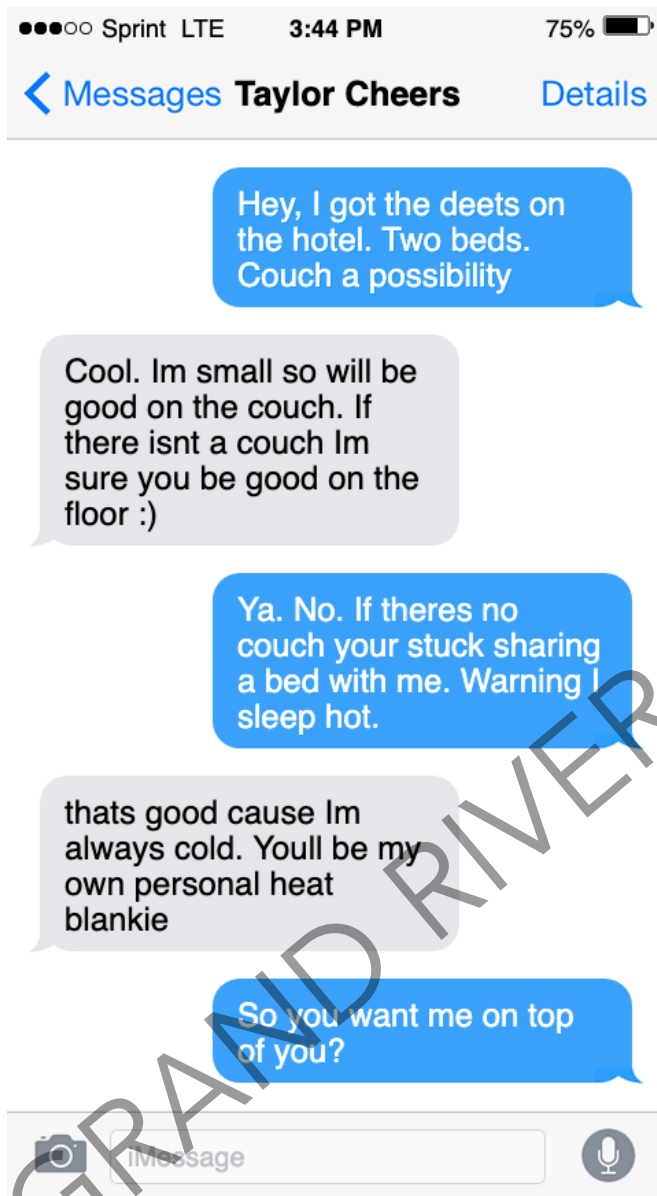 Sprint LTE 3:44 PM 75%
Messages Taylor Cheers Details
Hey, I got the deets on
the hotel. Two beds.
Couch a possibility
Cool. Im small so will be
good on the couch. If
there isnt a couch Im
sure you be good on the
floor :)
Ya. No. If theres no
couch your stuck sharing
a bed with me. Warning I
sleep hot.
thats good cause Im
always cold. Youll be my
own personal heat
blankie
So you want me on top
of you?
iMessage
GRAND RIVER